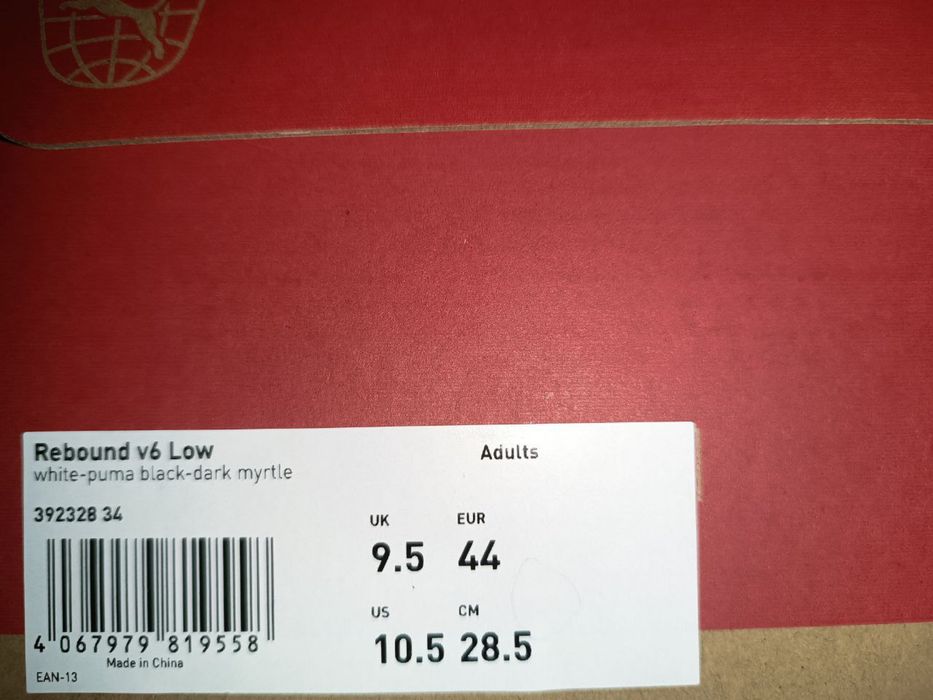 Rebound v6 Low
Adults
white-puma black-dark myrtle
392328 34
UK EUR
9.5 44
US CM
10.5 28.5
4 067979 819558
Made in China
EAN-13